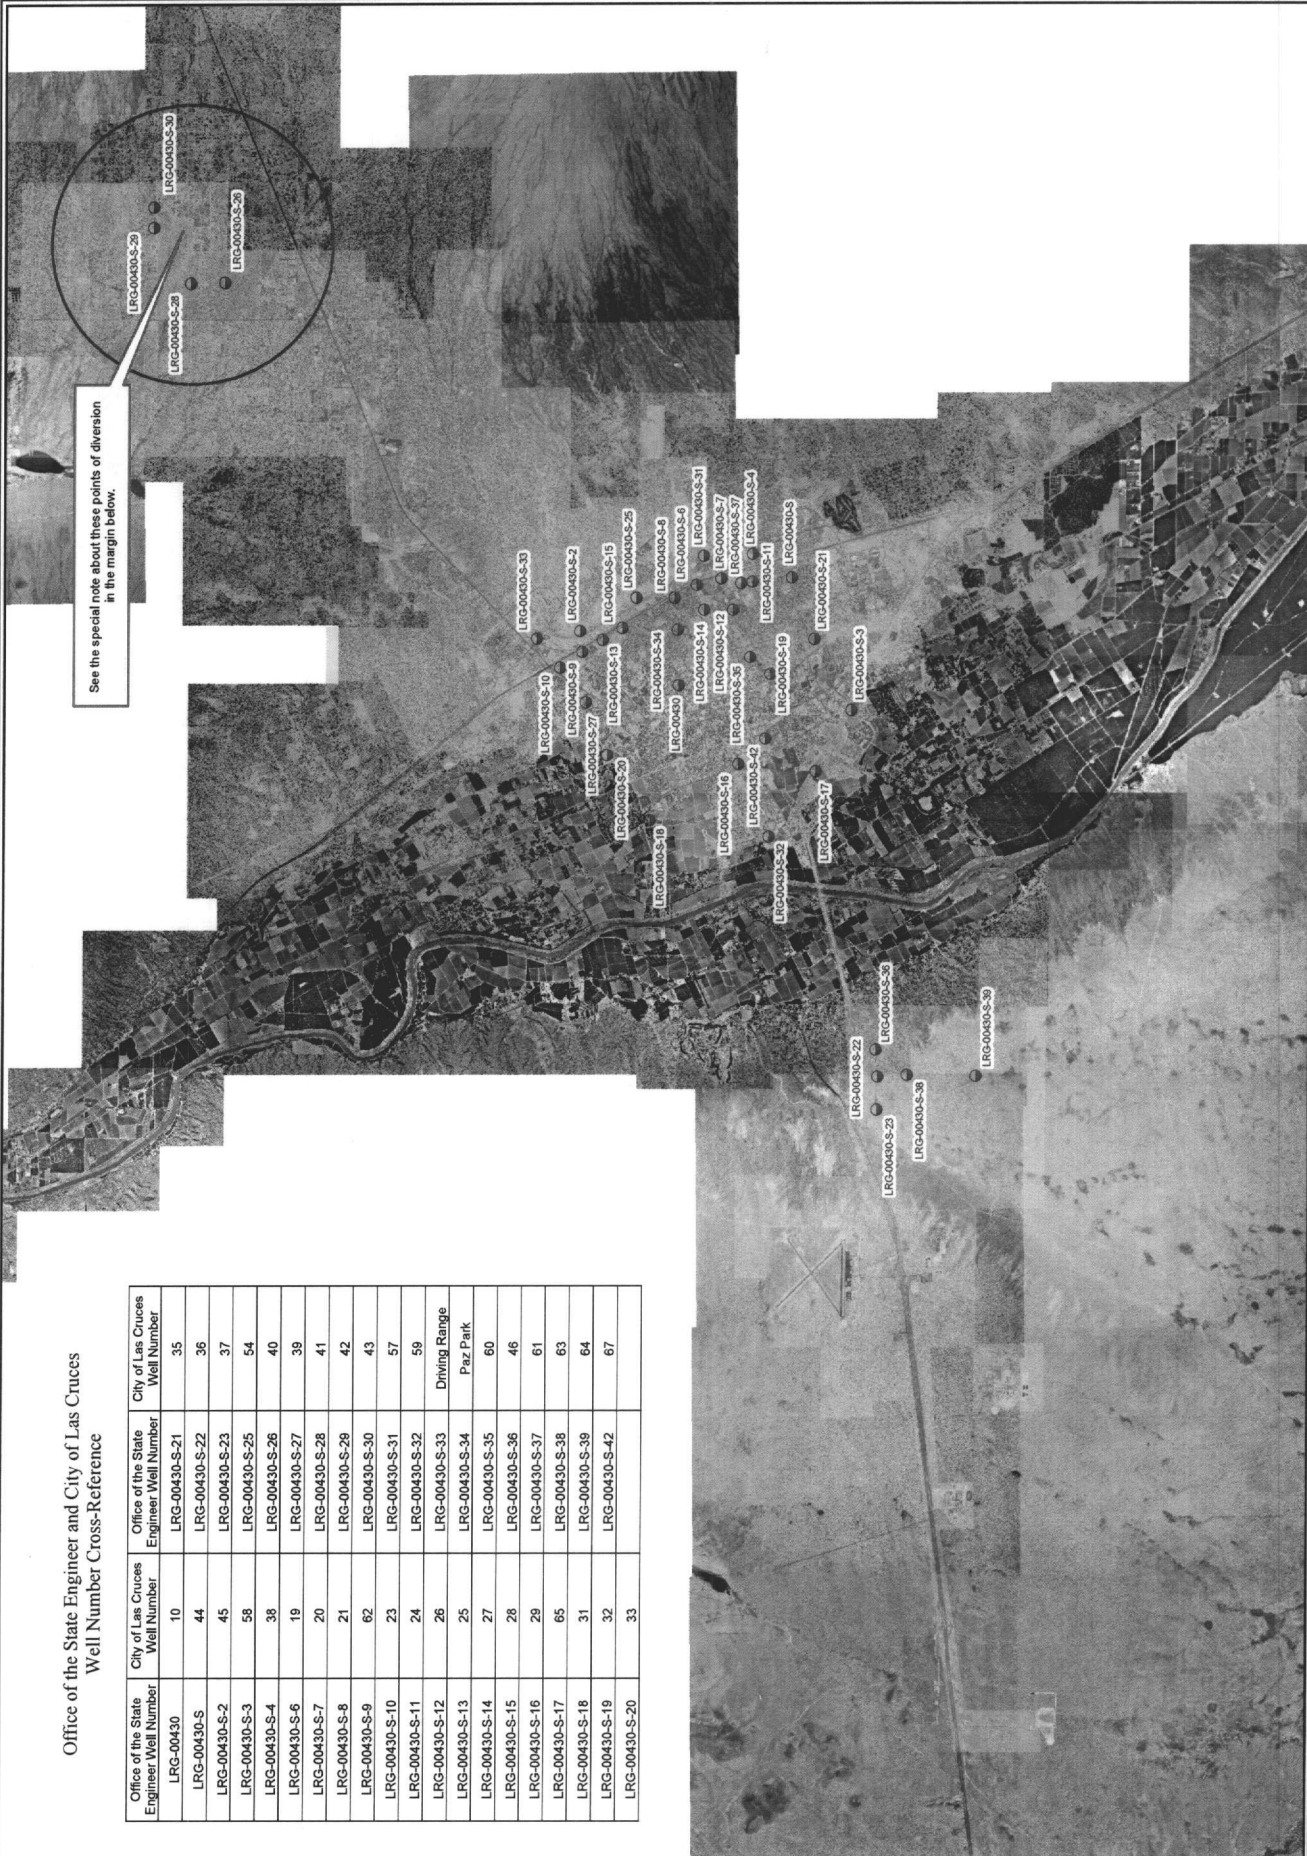 Office of the State Engineer and City of Las Cruces
Well Number Cross-Reference
Office of the State Engineer Well Number | City of Las Cruces Well Number | Office of the State Engineer Well Number | City of Las Cruces Well Number
LRG-00430 | 10 | LRG-00430-S-21 | 35
LRG-00430-S | 44 | LRG-00430-S-22 | 36
LRG-00430-S-2 | 45 | LRG-00430-S-23 | 37
LRG-00430-S-3 | 58 | LRG-00430-S-25 | 54
LRG-00430-S-4 | 38 | LRG-00430-S-26 | 40
LRG-00430-S-6 | 19 | LRG-00430-S-27 | 39
LRG-00430-S-7 | 20 | LRG-00430-S-28 | 41
LRG-00430-S-8 | 21 | LRG-00430-S-29 | 42
LRG-00430-S-9 | 62 | LRG-00430-S-30 | 43
LRG-00430-S-10 | 23 | LRG-00430-S-31 | 57
LRG-00430-S-11 | 24 | LRG-00430-S-32 | 59
LRG-00430-S-12 | 26 | LRG-00430-S-33 | Driving Range
LRG-00430-S-13 | 25 | LRG-00430-S-34 | Paz Park
LRG-00430-S-14 | 27 | LRG-00430-S-35 | 60
LRG-00430-S-15 | 28 | LRG-00430-S-36 | 46
LRG-00430-S-16 | 29 | LRG-00430-S-37 | 61
LRG-00430-S-17 | 65 | LRG-00430-S-38 | 63
LRG-00430-S-18 | 31 | LRG-00430-S-39 | 64
LRG-00430-S-19 | 32 | LRG-00430-S-42 | 67
LRG-00430-S-20 | 33
See the special note about these points of diversion
in the margin below.
LRG-00430-S-29
LRG-00430-S-30
LRG-00430-S-28
LRG-00430-S-26
LRG-00430-S-33
LRG-00430-S-10
LRG-00430-S-2
LRG-00430-S-9
LRG-00430-S-15
LRG-00430-S-27
LRG-00430-S-13
LRG-00430-S-25
LRG-00430-S-20
LRG-00430-S-8
LRG-00430-S-34
LRG-00430-S-6
LRG-00430-S-18
LRG-00430
LRG-00430-S-31
LRG-00430-S-14
LRG-00430-S-7
LRG-00430-S-12
LRG-00430-S-37
LRG-00430-S-16
LRG-00430-S-35
LRG-00430-S-4
LRG-00430-S-42
LRG-00430-S-11
LRG-00430-S-32
LRG-00430-S-19
LRG-00430-S
LRG-00430-S-17
LRG-00430-S-21
LRG-00430-S-3
LRG-00430-S-22
LRG-00430-S-36
LRG-00430-S-23
LRG-00430-S-38
LRG-00430-S-39